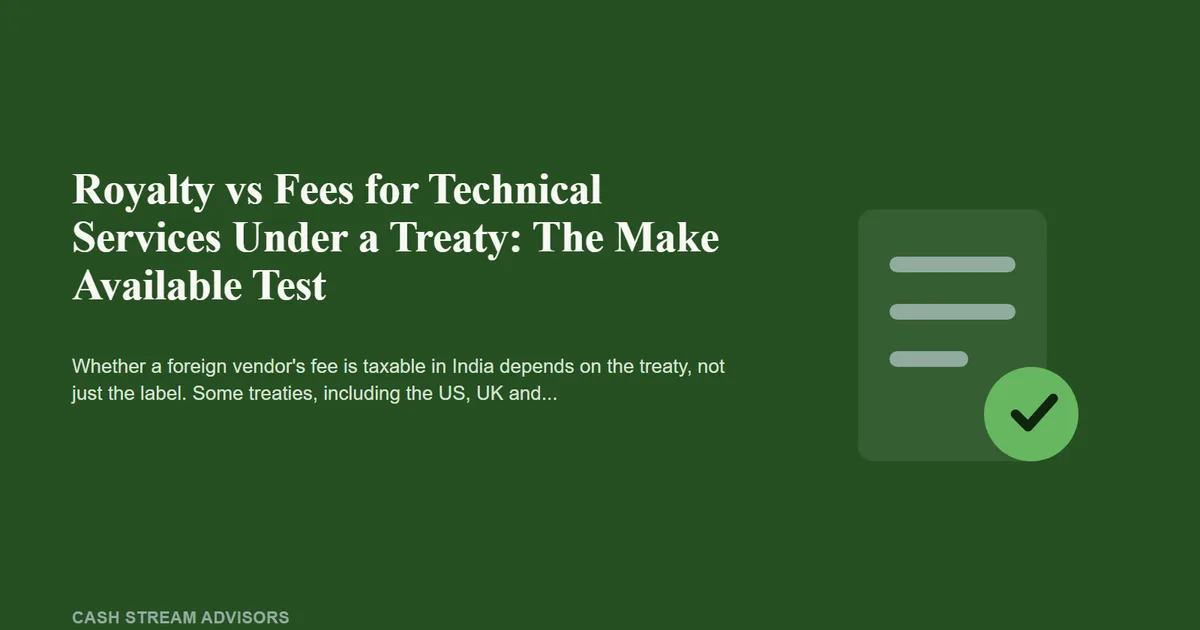 Royalty vs Fees for Technical
Services Under a Treaty: The Make
Available Test
Whether a foreign vendor's fee is taxable in India depends on the treaty, not
just the label. Some treaties, including the US, UK and...
CASH STREAM ADVISORS